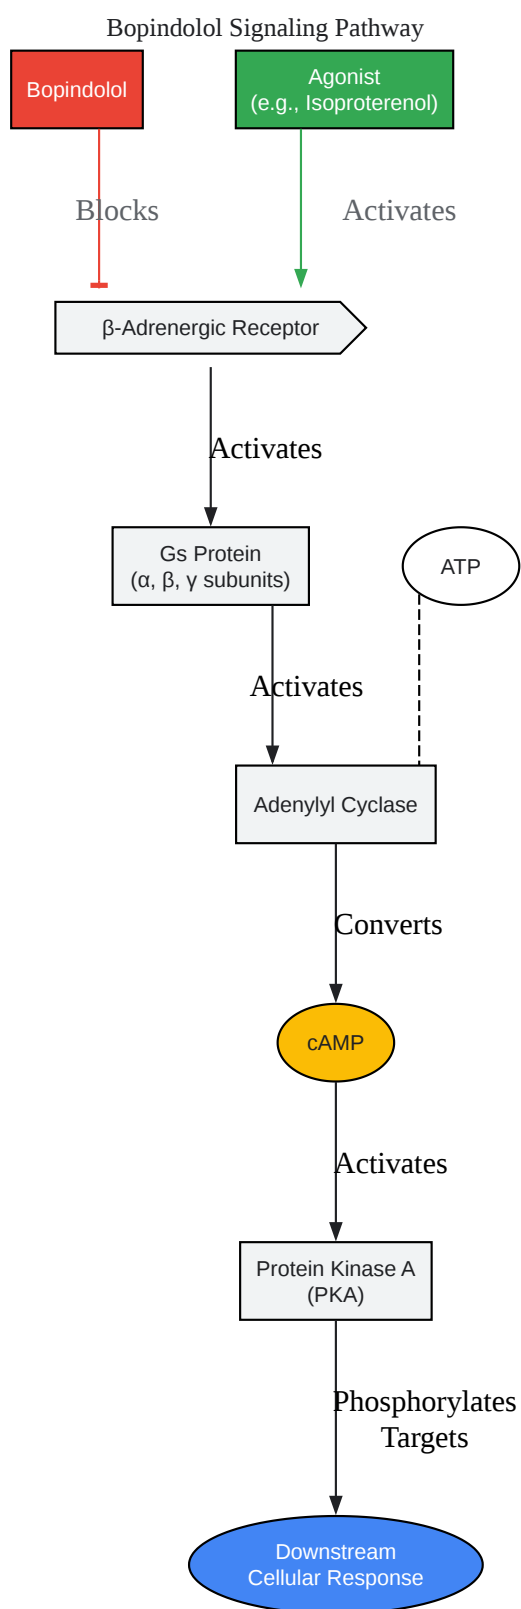 Bopindolol Signaling Pathway
Bopindolol
Agonist
(e.g., Isoproterenol)
Blocks
Activates
β-Adrenergic Receptor
Activates
Gs Protein
(α, β, γ subunits)
ATP
Activates
Adenylyl Cyclase
Converts
cAMP
Activates
Protein Kinase A
(PKA)
Phosphorylates
Targets
Downstream
Cellular Response